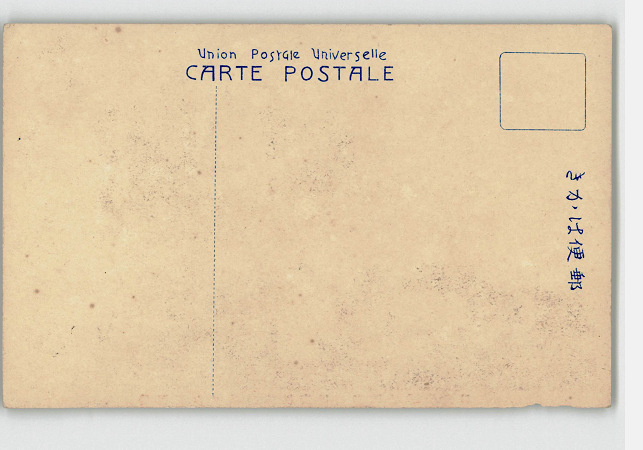 Union Postale Universelle
CARTE POSTALE
きかは便郵